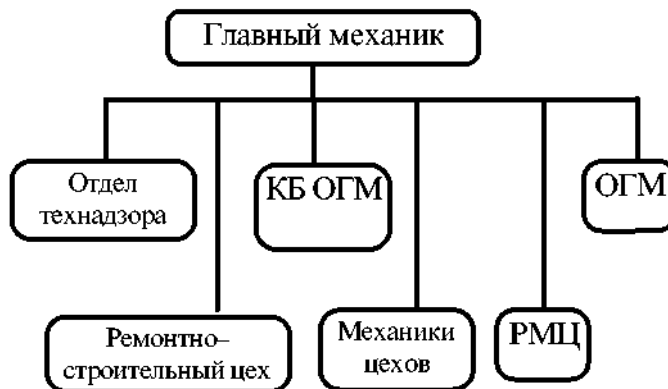 Главный механик
Отдел
технадзора
КБ ОГМ
ОГМ
Ремонтно–
строительный цех
Механики
цехов
РМЦ